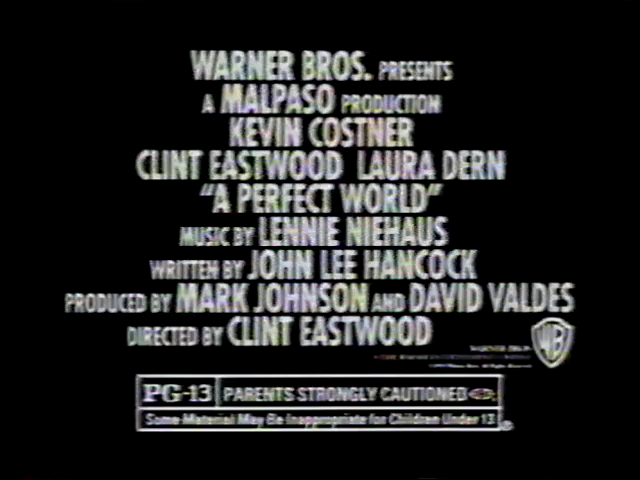 WARNER BROS. PRESENTS
A MALPASO PRODUCTION
KEVIN COSTNER
CLINT EASTWOOD LAURA DERN
"A PERFECT WORLD"
MUSIC BY LENNIE NIEHAUS
WRITTEN BY JOHN LEE HANCOCK
PRODUCED BY MARK JOHNSON AND DAVID VALDES
DIRECTED BY CLINT EASTWOOD
WB
PG-13 PARENTS STRONGLY CAUTIONED
Some Material May Be Inappropriate for Children Under 13
®